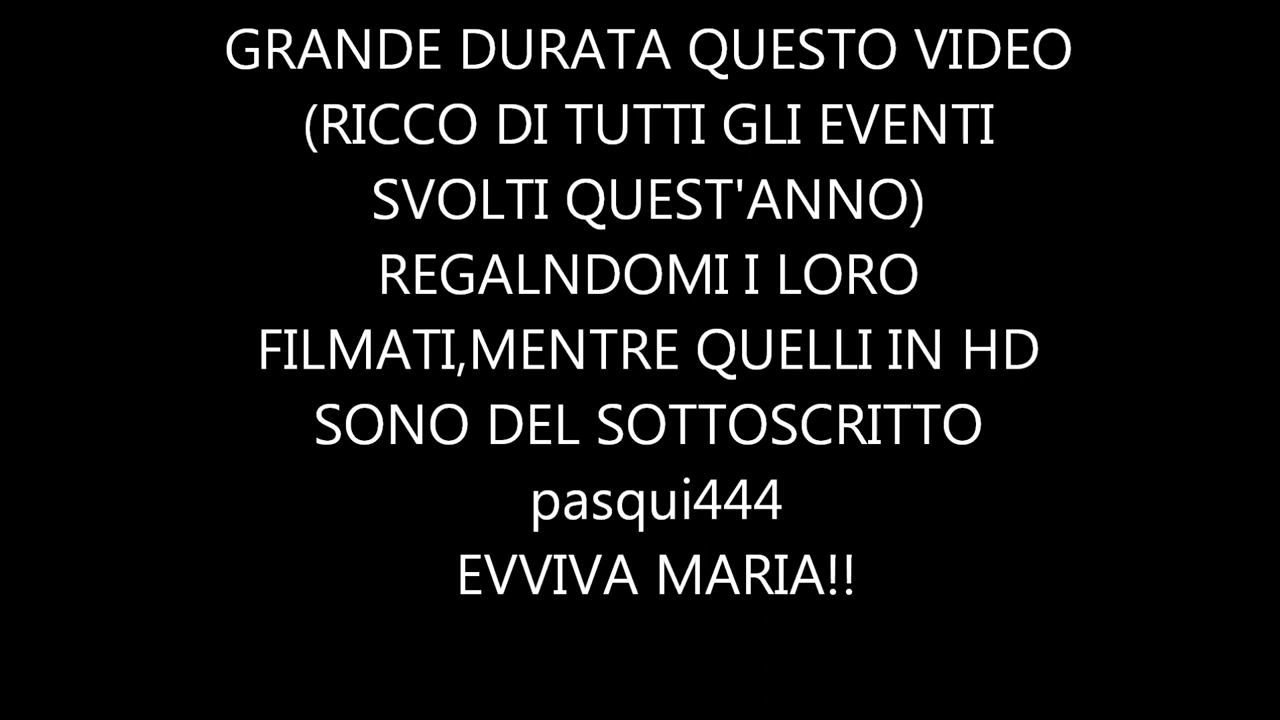 GRANDE DURATA QUESTO VIDEO
(RICCO DI TUTTI GLI EVENTI
SVOLTI QUEST'ANNO)
REGALNDOMI I LORO
FILMATI,MENTRE QUELLI IN HD
SONO DEL SOTTOSCRITTO
pasqui444
EVVIVA MARIA!!